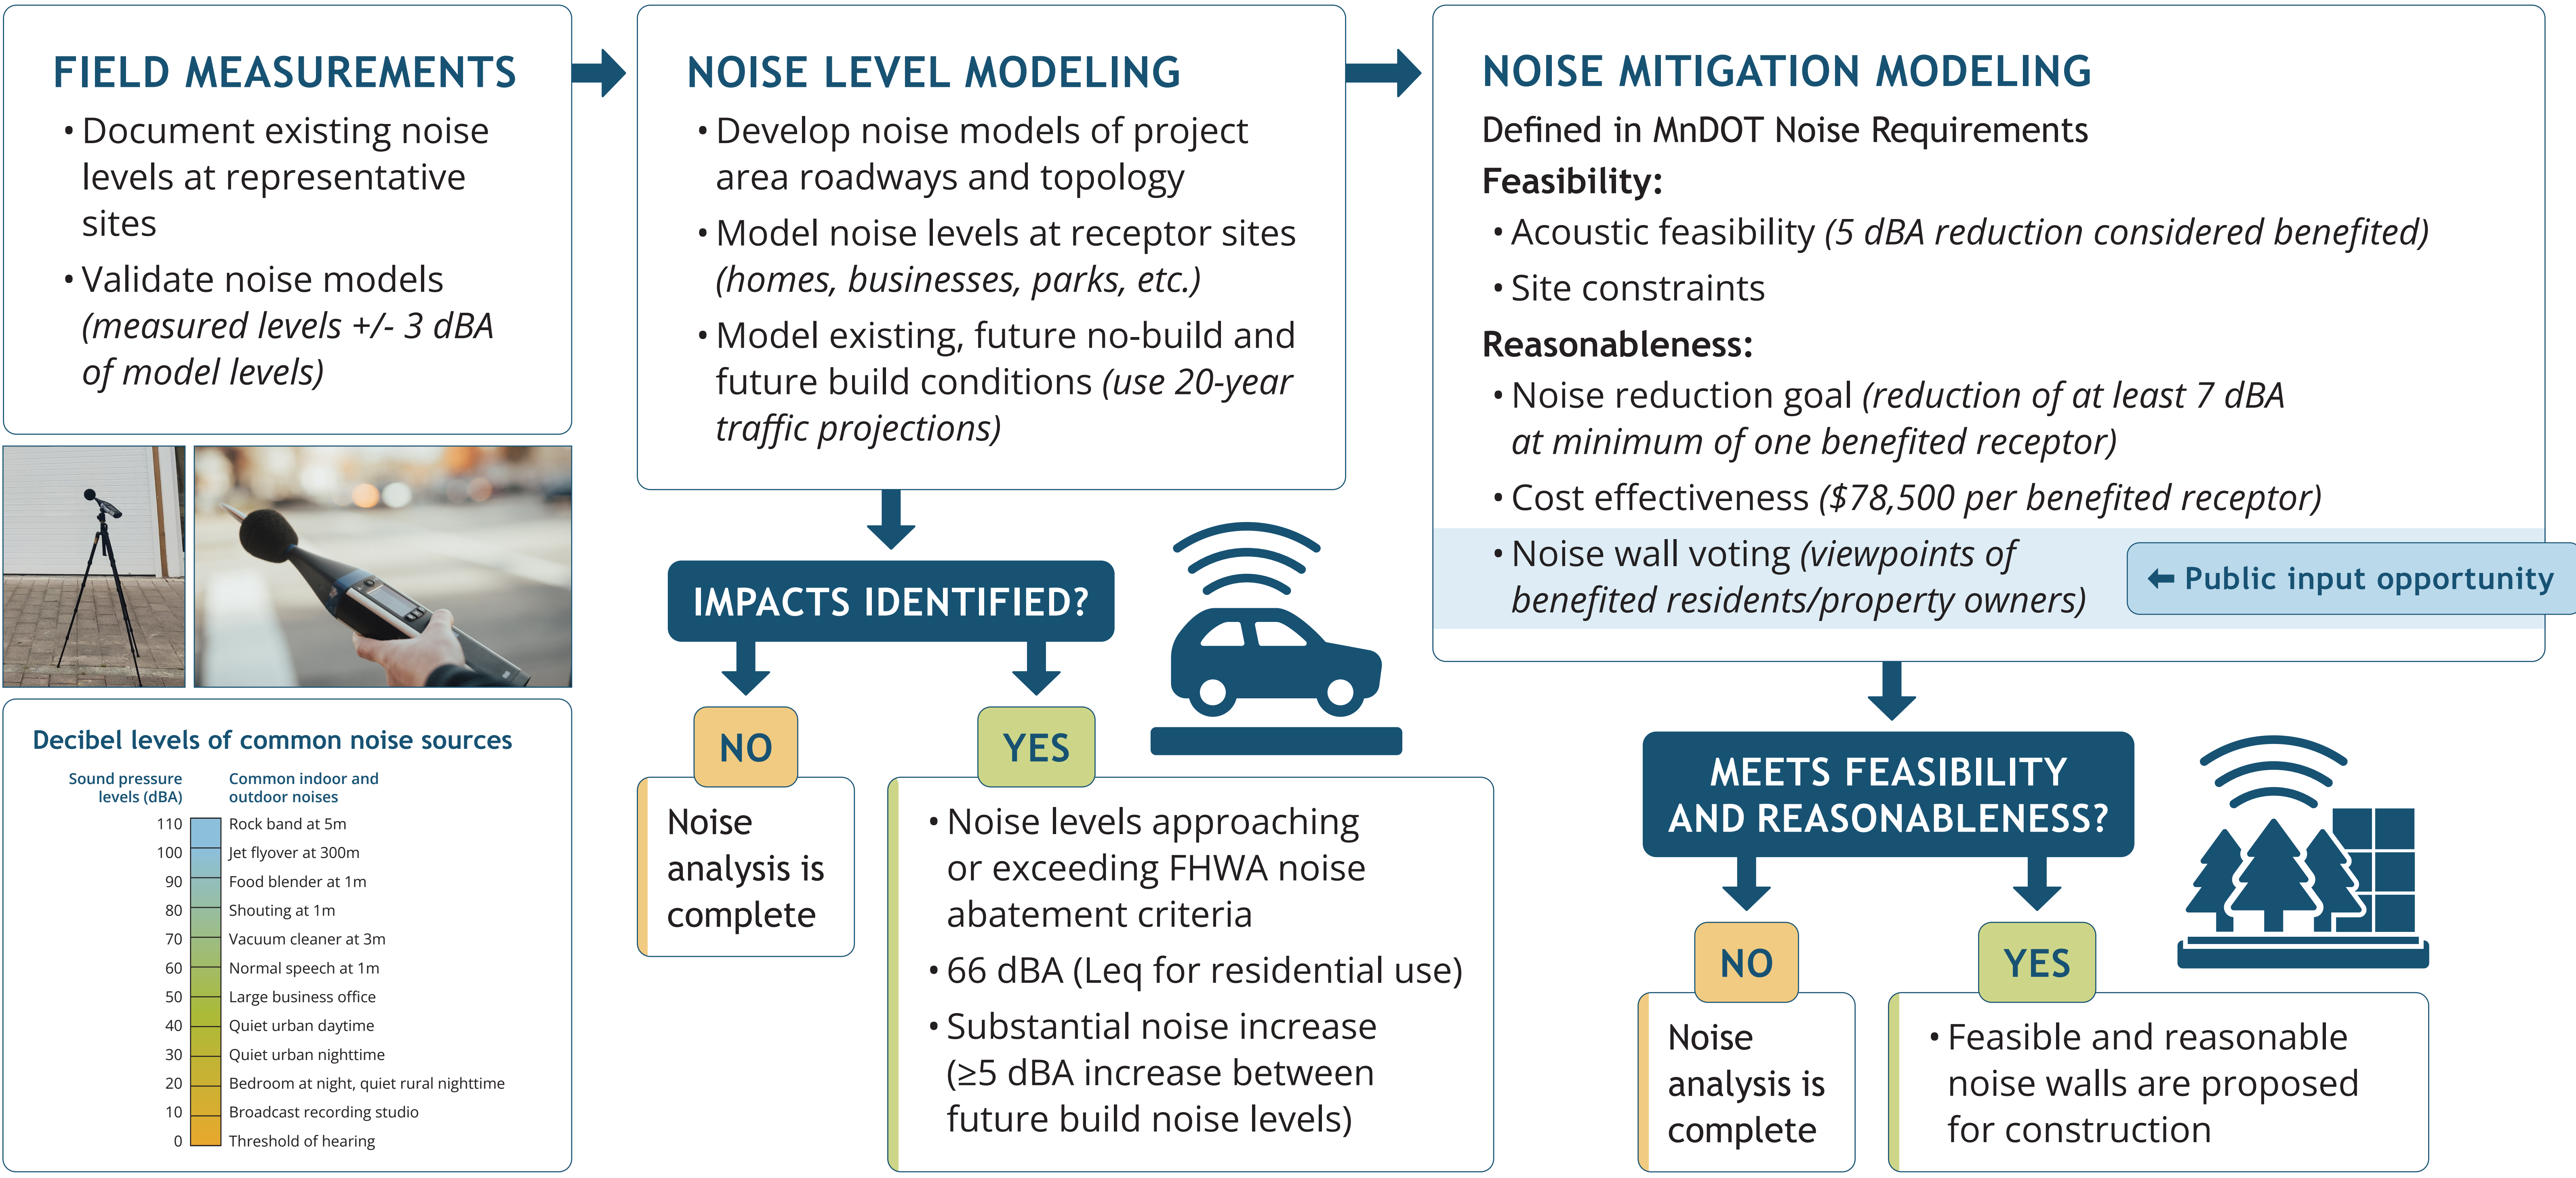 FIELD MEASUREMENTS
• Document existing noise
levels at representative
sites
• Validate noise models
(measured levels +/- 3 dBA
of model levels)
Decibel levels of common noise sources
Sound pressure
levels (dBA)
Common indoor and
outdoor noises
110 Rock band at 5m
100 Jet flyover at 300m
90 Food blender at 1m
80 Shouting at 1m
70 Vacuum cleaner at 3m
60 Normal speech at 1m
50 Large business office
40 Quiet urban daytime
30 Quiet urban nighttime
20 Bedroom at night, quiet rural nighttime
10 Broadcast recording studio
0 Threshold of hearing
NOISE LEVEL MODELING
• Develop noise models of project
area roadways and topology
• Model noise levels at receptor sites
(homes, businesses, parks, etc.)
• Model existing, future no-build and
future build conditions (use 20-year
traffic projections)
IMPACTS IDENTIFIED?
NO
Noise
analysis is
complete
YES
• Noise levels approaching
or exceeding FHWA noise
abatement criteria
• 66 dBA (Leq for residential use)
• Substantial noise increase
(≥5 dBA increase between
future build noise levels)
NOISE MITIGATION MODELING
Defined in MnDOT Noise Requirements
Feasibility:
• Acoustic feasibility (5 dBA reduction considered benefited)
• Site constraints
Reasonableness:
• Noise reduction goal (reduction of at least 7 dBA
at minimum of one benefited receptor)
• Cost effectiveness ($78,500 per benefited receptor)
• Noise wall voting (viewpoints of
benefited residents/property owners)
Public input opportunity
MEETS FEASIBILITY
AND REASONABLENESS?
NO
Noise
analysis is
complete
YES
• Feasible and reasonable
noise walls are proposed
for construction